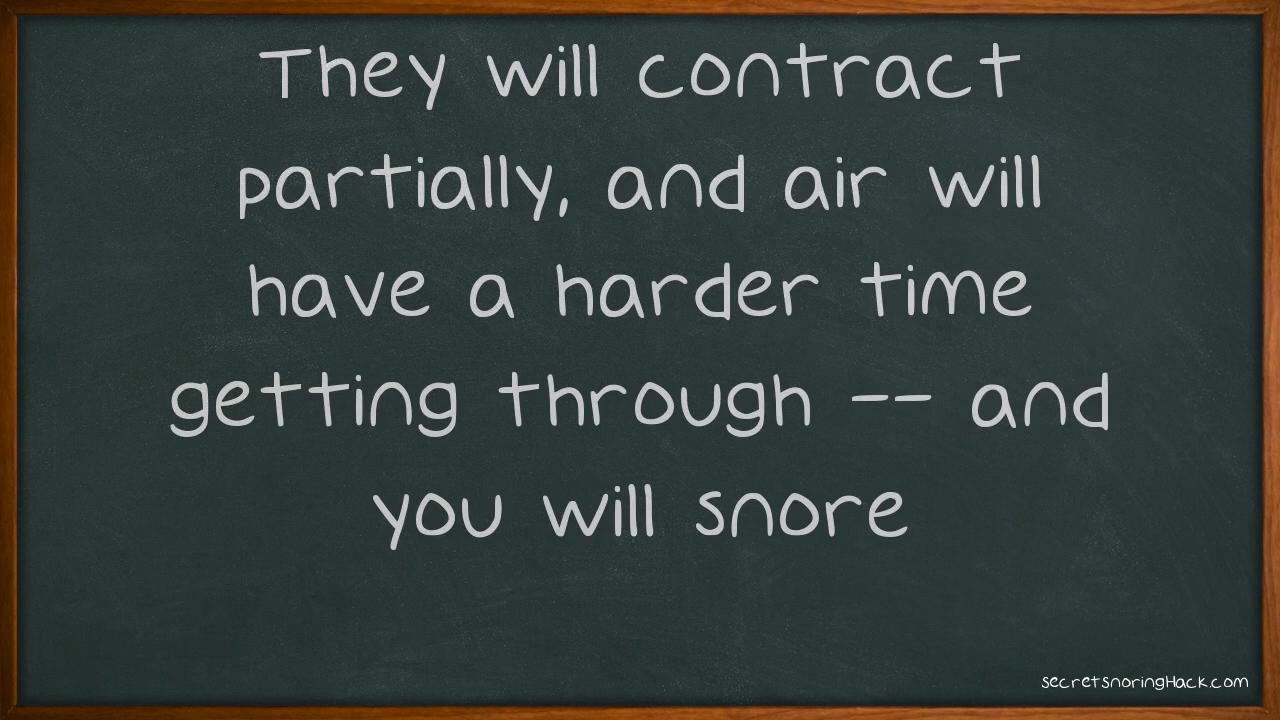 They will contract
partially, and air will
have a harder time
getting through -- and
you will snore
secretsnoringHack.com